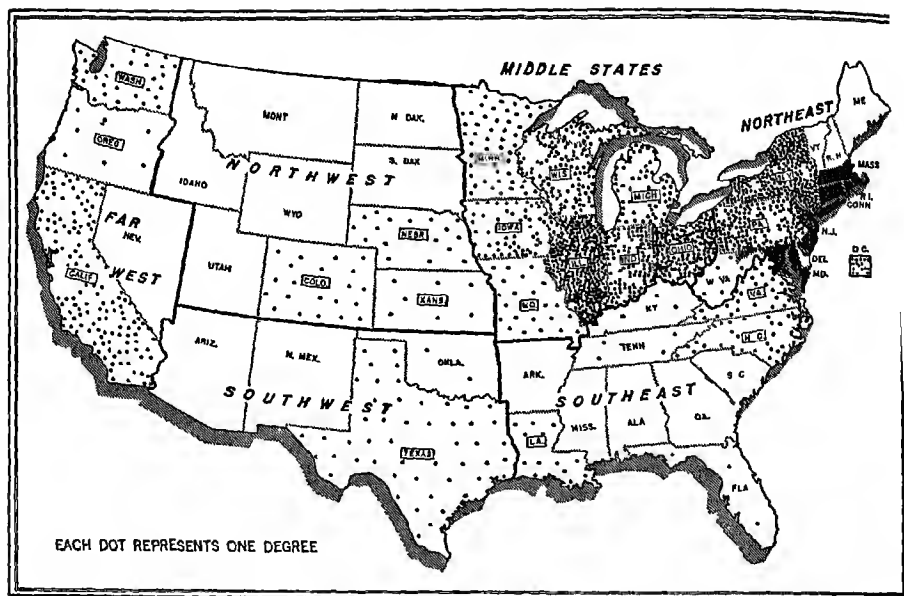 MIDDLE STATES
NORTHEAST
WASH.
MONT
N DAK.
ME
OREG
S. DAK
MINN.
VT
N.H
MASS
IDAHO
NORTHWEST
WIS
MICH
R.I.
CONN
WYO
IOWA
PA.
N.J.
FAR
NEV.
WEST
NEBR.
IND
OHIO
D.C.
DEL
MD.
UTAH
COLO.
KANS.
MO.
W VA
VA.
CALIF.
KY
ARIZ.
N. MEX.
OKLA.
TENN
N. C.
ARK.
S C
SOUTHWEST
SOUTHEAST
TEXAS
LA.
MISS.
ALA
GA.
FLA
EACH DOT REPRESENTS ONE DEGREE